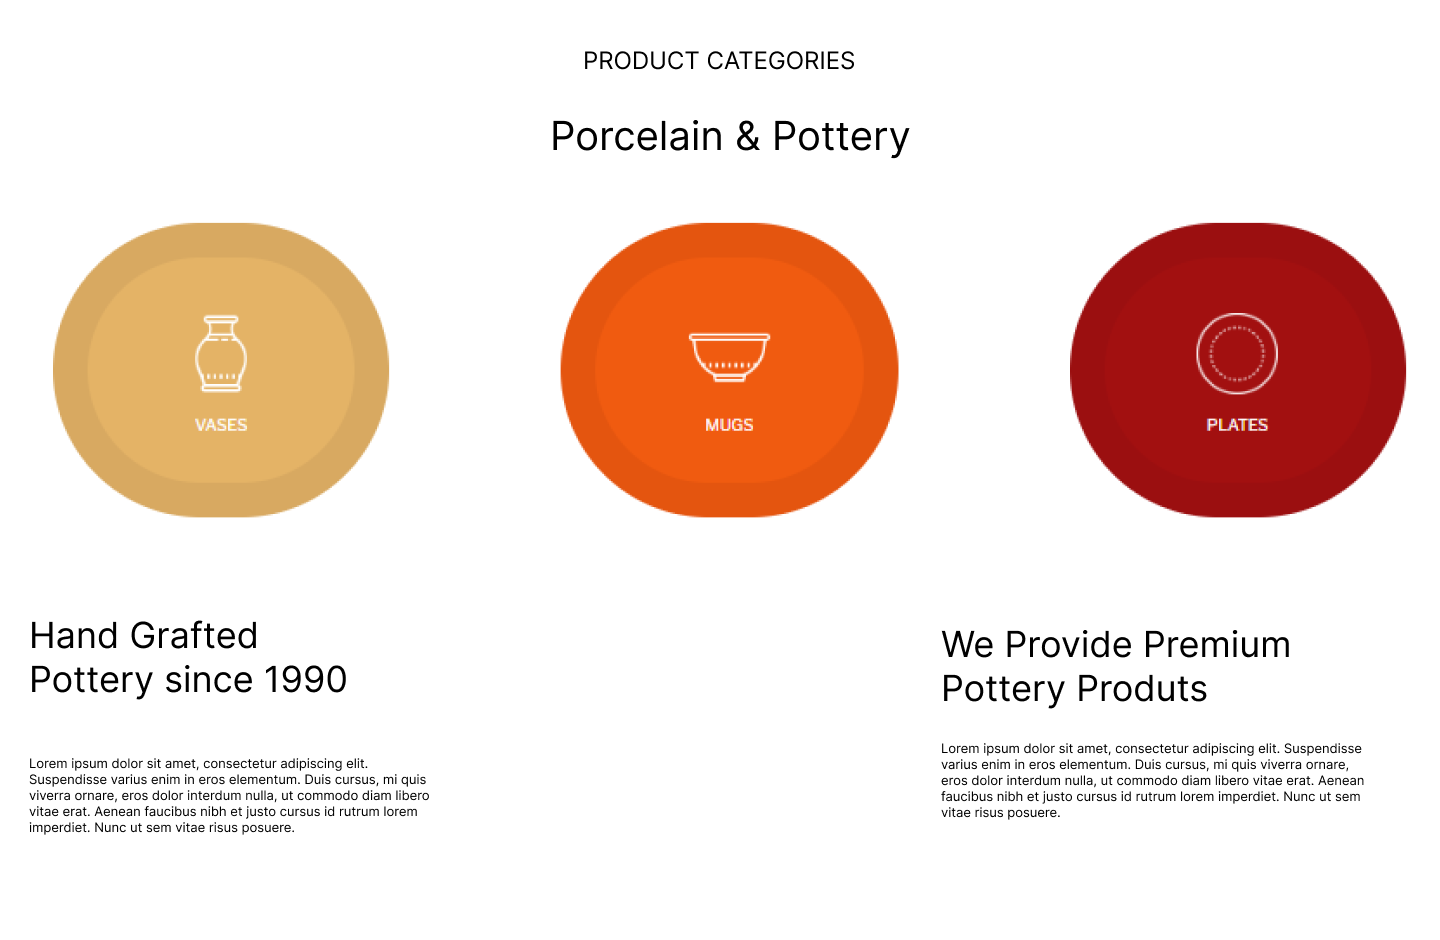 PRODUCT CATEGORIES
Porcelain & Pottery
VASES
MUGS
PLATES
Hand Grafted
Pottery since 1990
Lorem ipsum dolor sit amet, consectetur adipiscing elit.
Suspendisse varius enim in eros elementum. Duis cursus, mi quis
viverra ornare, eros dolor interdum nulla, ut commodo diam libero
vitae erat. Aenean faucibus nibh et justo cursus id rutrum lorem
imperdiet. Nunc ut sem vitae risus posuere.
We Provide Premium
Pottery Produts
Lorem ipsum dolor sit amet, consectetur adipiscing elit. Suspendisse
varius enim in eros elementum. Duis cursus, mi quis viverra ornare,
eros dolor interdum nulla, ut commodo diam libero vitae erat. Aenean
faucibus nibh et justo cursus id rutrum lorem imperdiet. Nunc ut sem
vitae risus posuere.